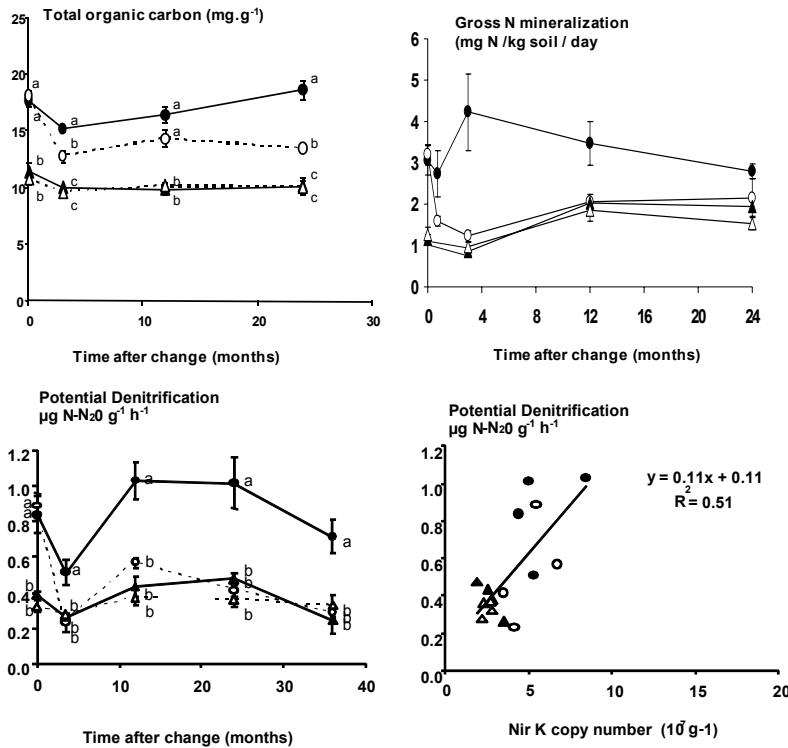 Total organic carbon (mg.g-1)
25
20
15
10
5
0
a
a
a
a
a
b
a
b
b
b
c
c
b
b
c
c
0
10
20
30
Time after change (months)
Gross N mineralization
(mg N /kg soil / day
6
5
4
3
2
1
0
0
4
8
12
16
20
24
Time after change (months)
Potential Denitrification
µg N-N20 g-1 h-1
1.2
1.0
0.8
0.6
0.4
0.2
0.0
a
a
b
b
a
b
b
b
a
b
b
b
a
b
b
b
a
b
b
b
0
10
20
30
40
Time after change (months)
Potential Denitrification
µg N-N20 g-1 h-1
1.2
1.0
0.8
0.6
0.4
0.2
0.0
y = 0.11x + 0.11
R2 = 0.51
0
5
10
15
20
Nir K copy number (107 g-1)